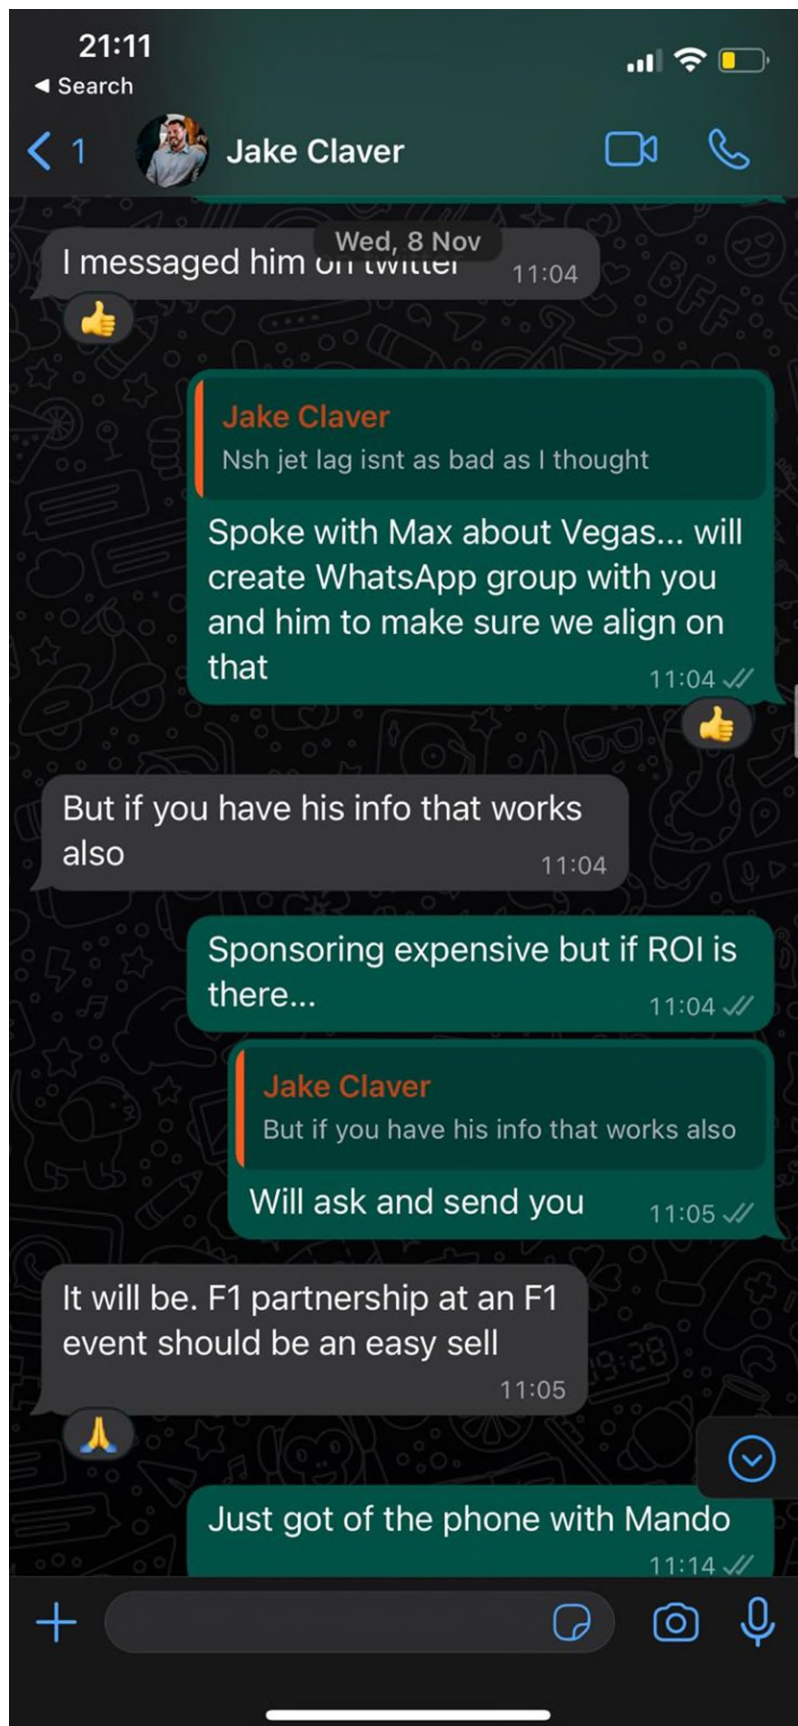 21:11
◀ Search
1
Jake Claver
Wed, 8 Nov
I messaged him on twitter
11:04
Jake Claver
Nsh jet lag isnt as bad as I thought
Spoke with Max about Vegas... will
create WhatsApp group with you
and him to make sure we align on
that
11:04
But if you have his info that works
also
11:04
Sponsoring expensive but if ROI is
there...
11:04
Jake Claver
But if you have his info that works also
Will ask and send you
11:05
It will be. F1 partnership at an F1
event should be an easy sell
11:05
Just got of the phone with Mando
11:14